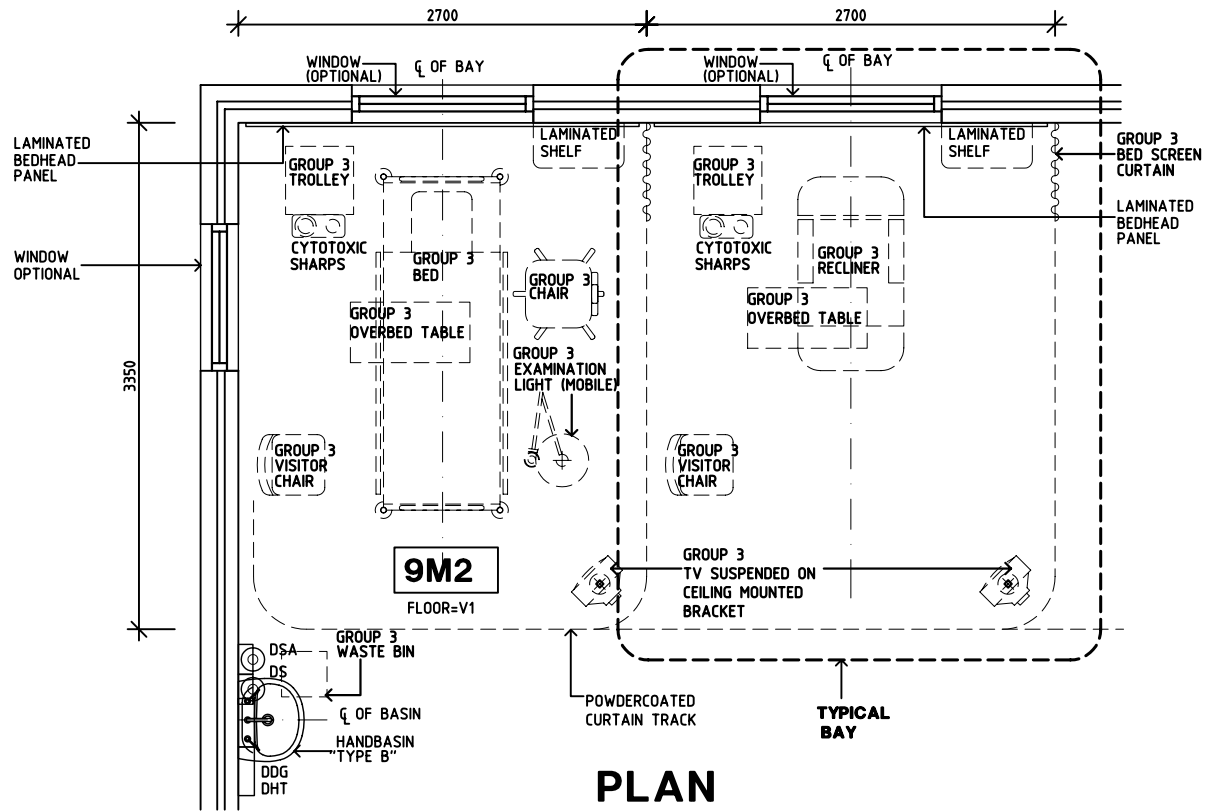 2700
2700
WINDOW
(OPTIONAL)
℄ OF BAY
WINDOW
(OPTIONAL)
℄ OF BAY
LAMINATED
BEDHEAD
PANEL
GROUP 3
TROLLEY
LAMINATED
SHELF
GROUP 3
TROLLEY
LAMINATED
SHELF
GROUP 3
BED SCREEN
CURTAIN
LAMINATED
BEDHEAD
PANEL
CYTOTOXIC
SHARPS
CYTOTOXIC
SHARPS
WINDOW
OPTIONAL
GROUP 3
BED
GROUP 3
CHAIR
GROUP 3
RECLINER
GROUP 3
OVERBED TABLE
GROUP 3
OVERBED TABLE
3350
GROUP 3
EXAMINATION
LIGHT (MOBILE)
GROUP 3
VISITOR
CHAIR
GROUP 3
VISITOR
CHAIR
9M2
FLOOR=V1
GROUP 3
TV SUSPENDED ON
CEILING MOUNTED
BRACKET
DSA
DS
GROUP 3
WASTE BIN
℄ OF BASIN
HANDBASIN
"TYPE B"
DDG
DHT
POWDERCOATED
CURTAIN TRACK
TYPICAL
BAY
PLAN